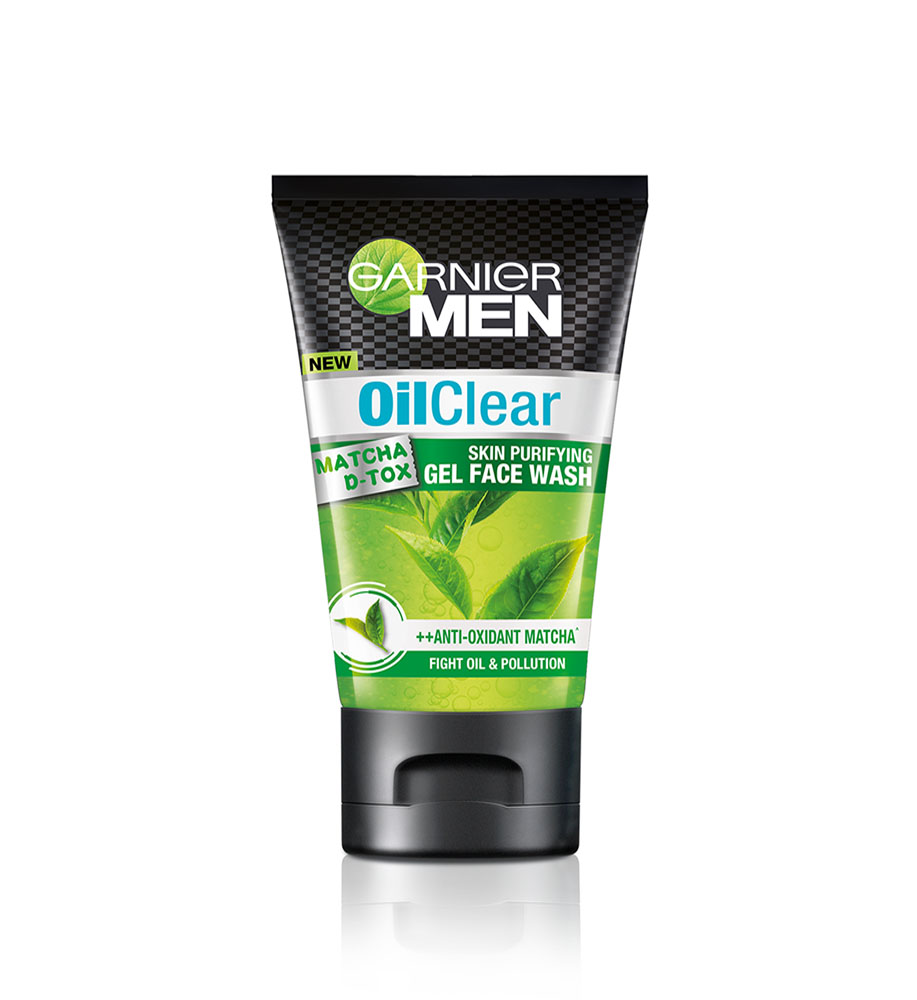 GARNIER
MEN
NEW
OilClear
MATCHA
D-TOX
SKIN PURIFYING
GEL FACE WASH
++ANTI-OXIDANT MATCHA^
FIGHT OIL & POLLUTION